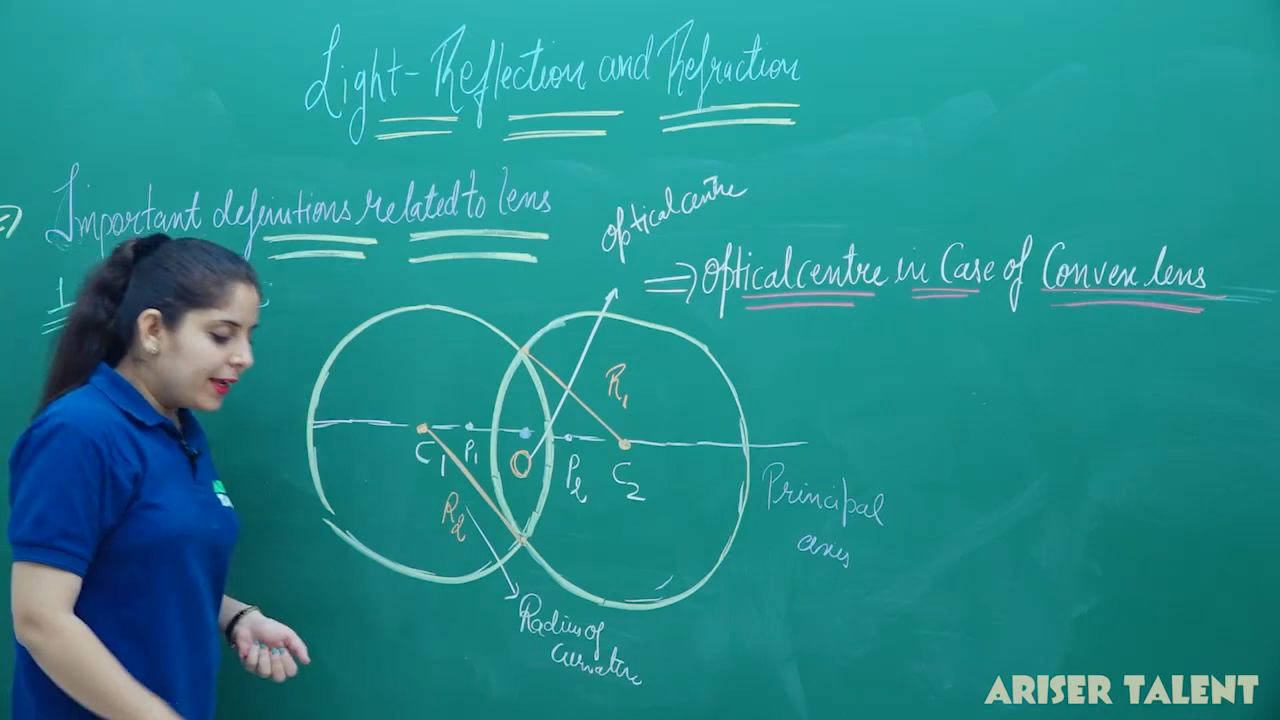 Light-Reflection and Refraction
Important definitions related to lens
1
optical centre
⇒ Optical centre in Case of Convex lens
R1
C1 P1 O P2 C2
R2
Principal
axis
Radius of
Curvature
ARISER TALENT